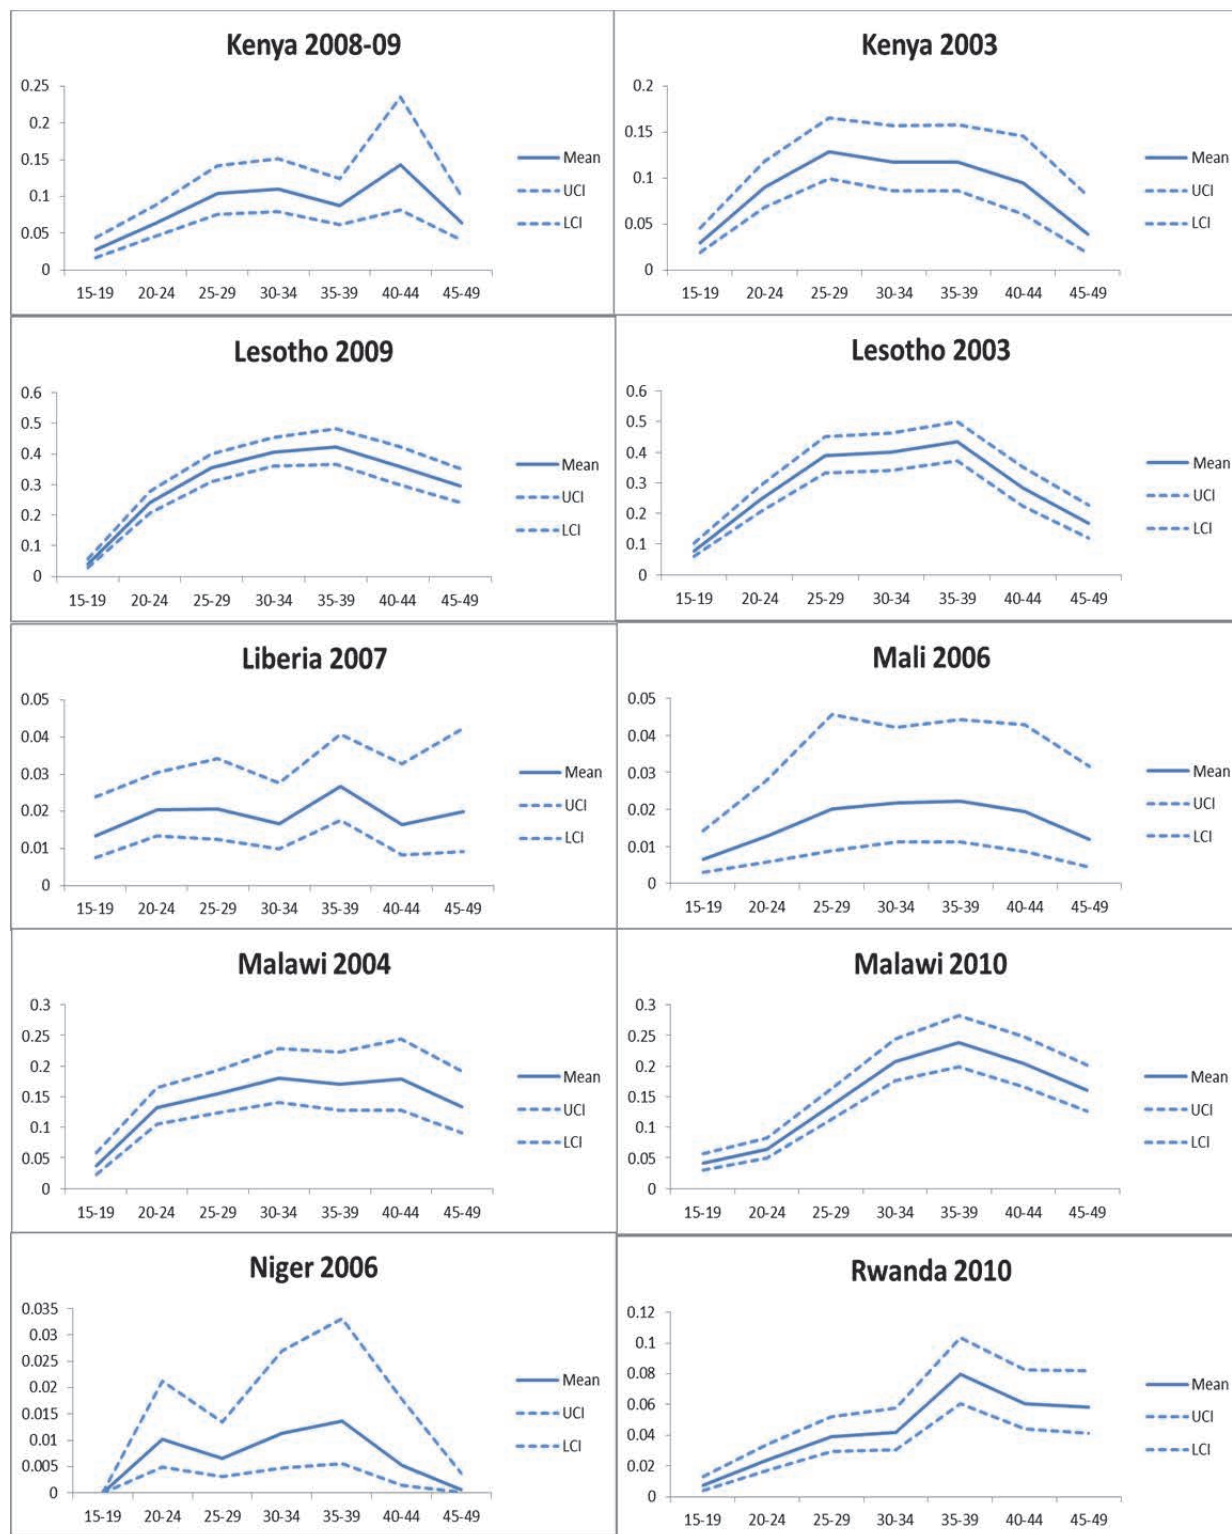 Kenya 2008-09
0.25
0.2
0.15
0.1
0.05
0
15-19 20-24 25-29 30-34 35-39 40-44 45-49
Mean
UCI
LCI
Kenya 2003
0.2
0.15
0.1
0.05
0
15-19 20-24 25-29 30-34 35-39 40-44 45-49
Mean
UCI
LCI
Lesotho 2009
0.6
0.5
0.4
0.3
0.2
0.1
0
15-19 20-24 25-29 30-34 35-39 40-44 45-49
Mean
UCI
LCI
Lesotho 2003
0.6
0.5
0.4
0.3
0.2
0.1
0
15-19 20-24 25-29 30-34 35-39 40-44 45-49
Mean
UCI
LCI
Liberia 2007
0.05
0.04
0.03
0.02
0.01
0
15-19 20-24 25-29 30-34 35-39 40-44 45-49
Mean
UCI
LCI
Mali 2006
0.05
0.04
0.03
0.02
0.01
0
15-19 20-24 25-29 30-34 35-39 40-44 45-49
Mean
UCI
LCI
Malawi 2004
0.3
0.25
0.2
0.15
0.1
0.05
0
15-19 20-24 25-29 30-34 35-39 40-44 45-49
Mean
UCI
LCI
Malawi 2010
0.3
0.25
0.2
0.15
0.1
0.05
0
15-19 20-24 25-29 30-34 35-39 40-44 45-49
Mean
UCI
LCI
Niger 2006
0.035
0.03
0.025
0.02
0.015
0.01
0.005
0
15-19 20-24 25-29 30-34 35-39 40-44 45-49
Mean
UCI
LCI
Rwanda 2010
0.12
0.1
0.08
0.06
0.04
0.02
0
15-19 20-24 25-29 30-34 35-39 40-44 45-49
Mean
UCI
LCI